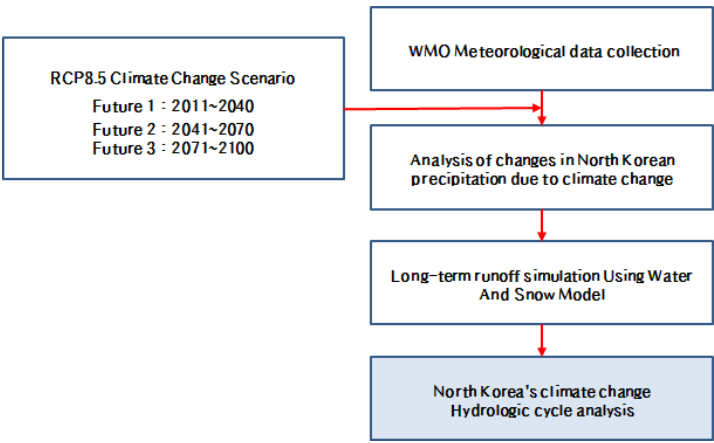 WMO Meteorological data collection
RCP8.5 Climate Change Scenario
Future 1 : 2011~2040
Future 2 : 2041~2070
Future 3 : 2071~2100
Analysis of changes in North Korean
precipitation due to climate change
Long-term runoff simulation Using Water
And Snow Model
North Korea's climate change
Hydrologic cycle analysis